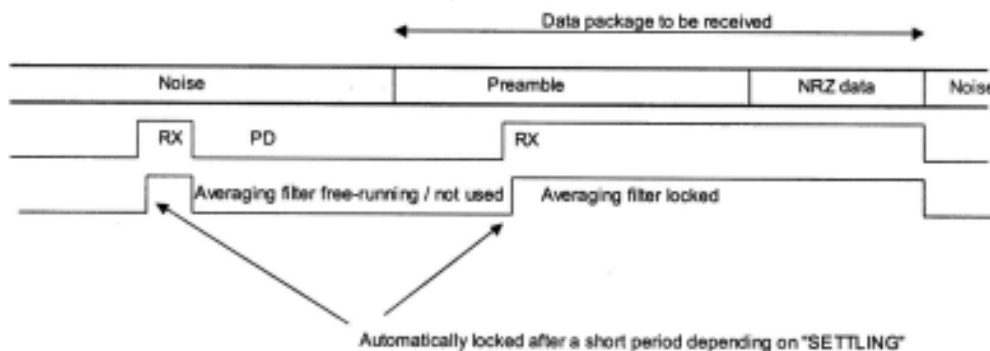 Data package to be received
Noise Preamble NRZ data Noise
RX PD RX
Averaging filter free-running / not used Averaging filter locked
Automatically locked after a short period depending on "SETTLING"